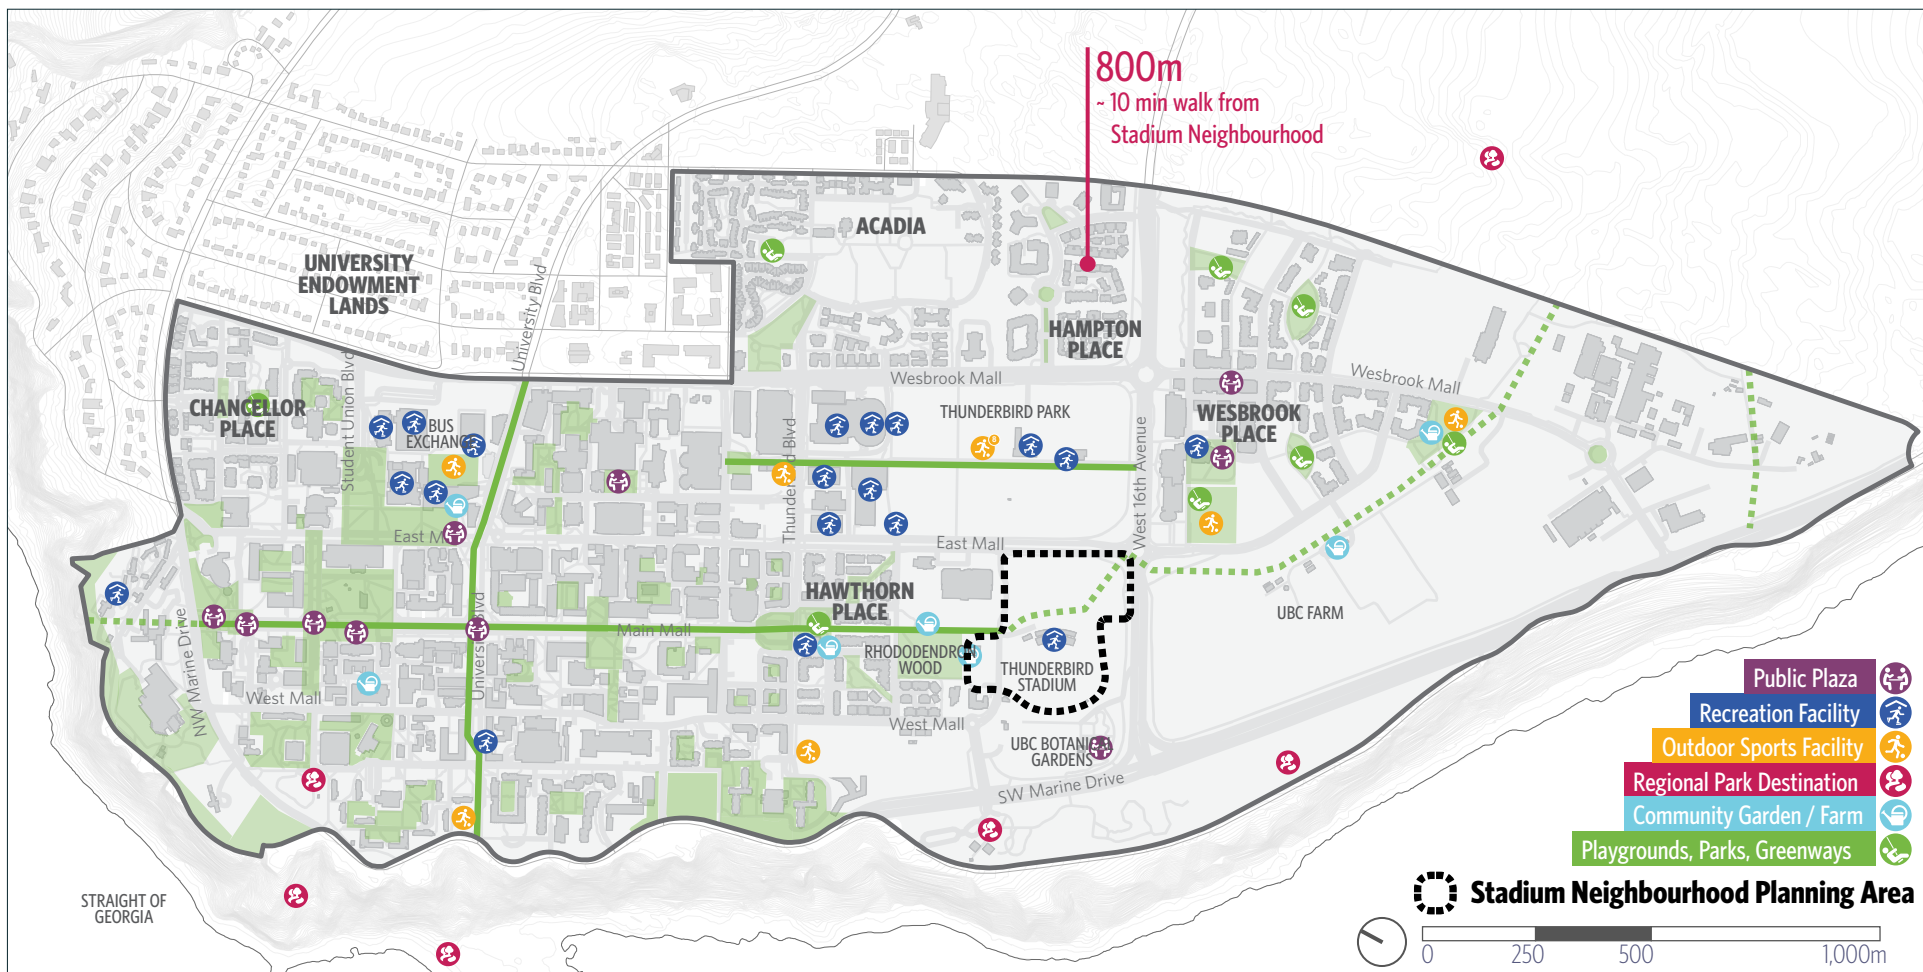 800m
~ 10 min walk from
Stadium Neighbourhood
ACADIA
UNIVERSITY
ENDOWMENT
LANDS
University Blvd
HAMPTON
PLACE
Wesbrook Mall
Wesbrook Mall
CHANCELLOR
PLACE
Student Union Blvd
BUS
EXCHANGE
Thunderbird Blvd
THUNDERBIRD PARK
8
West 16th Avenue
WESBROOK
PLACE
East Mall
East Mall
HAWTHORN
PLACE
UBC FARM
NW Marine Drive
University Blvd
Main Mall
RHODODENDRON
WOOD
THUNDERBIRD
STADIUM
West Mall
West Mall
UBC BOTANICAL
GARDENS
SW Marine Drive
STRAIGHT OF
GEORGIA
Public Plaza
Recreation Facility
Outdoor Sports Facility
Regional Park Destination
Community Garden / Farm
Playgrounds, Parks, Greenways
Stadium Neighbourhood Planning Area
0 250 500 1,000m